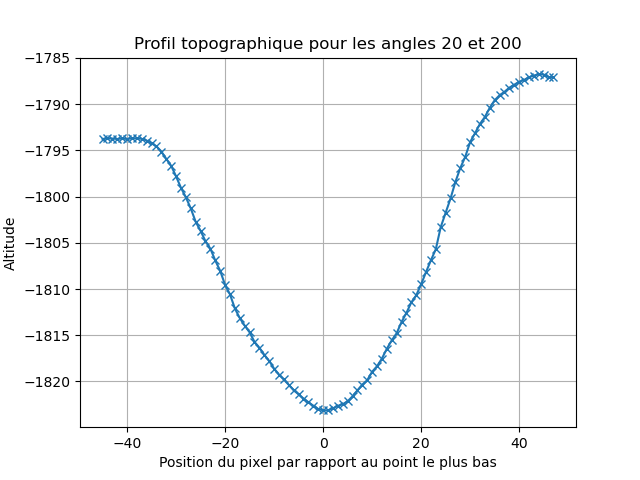 Profil topographique pour les angles 20 et 200
−1785
−1790
−1795
−1800
−1805
−1810
−1815
−1820
Altitude
−40 −20 0 20 40
Position du pixel par rapport au point le plus bas